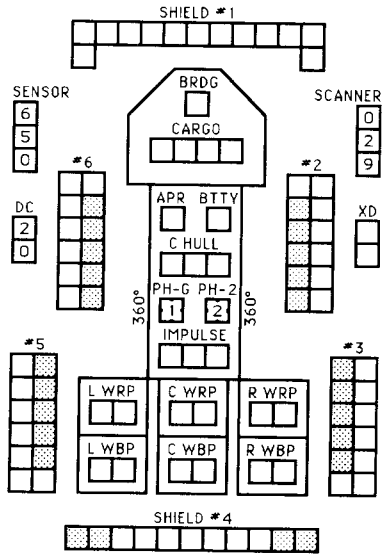 SHIELD #1
BRDG
SENSOR
SCANNER
6
5
0
0
2
9
CARGO
#6
#2
DC
2
0
APR BTTY
XD
C HULL
PH-G PH-2
360°
1 2
360°
IMPULSE
#5
#3
L WRP C WRP R WRP
L WBP C WBP R WBP
SHIELD #4